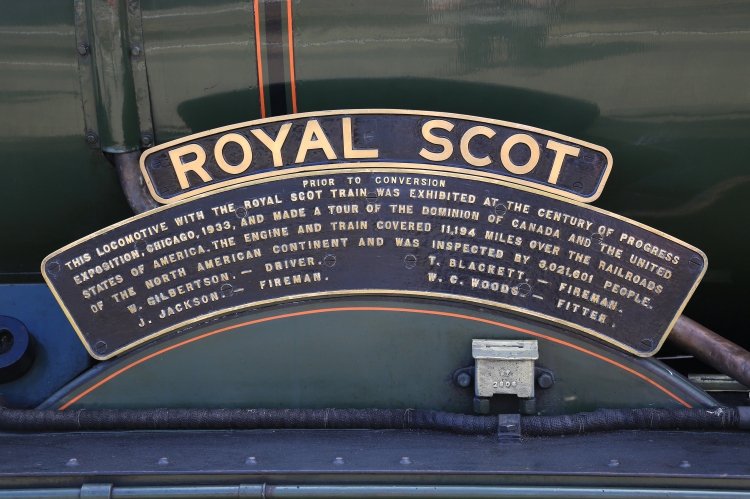 ROYAL SCOT
PRIOR TO CONVERSION
THIS LOCOMOTIVE WITH THE ROYAL SCOT TRAIN WAS EXHIBITED AT THE CENTURY OF PROGRESS
EXPOSITION, CHICAGO, 1933, AND MADE A TOUR OF THE DOMINION OF CANADA AND THE UNITED
STATES OF AMERICA. THE ENGINE AND TRAIN COVERED 11,194 MILES OVER THE RAILROADS
OF THE NORTH AMERICAN CONTINENT AND WAS INSPECTED BY 3,021,601 PEOPLE.
W. GILBERTSON. — DRIVER. T. BLACKETT. — FIREMAN.
J. JACKSON. — FIREMAN. W. C. WOODS. — FITTER.